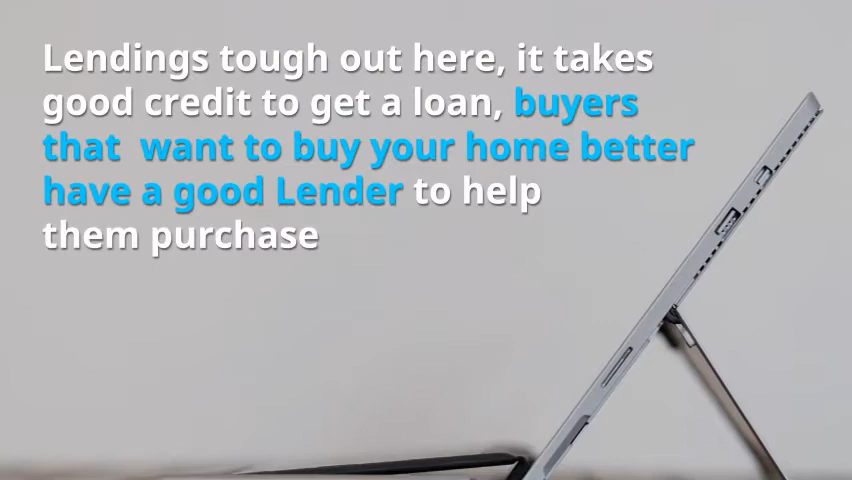 Lendings tough out here, it takes
good credit to get a loan, buyers
that  want to buy your home better
have a good Lender to help
them purchase